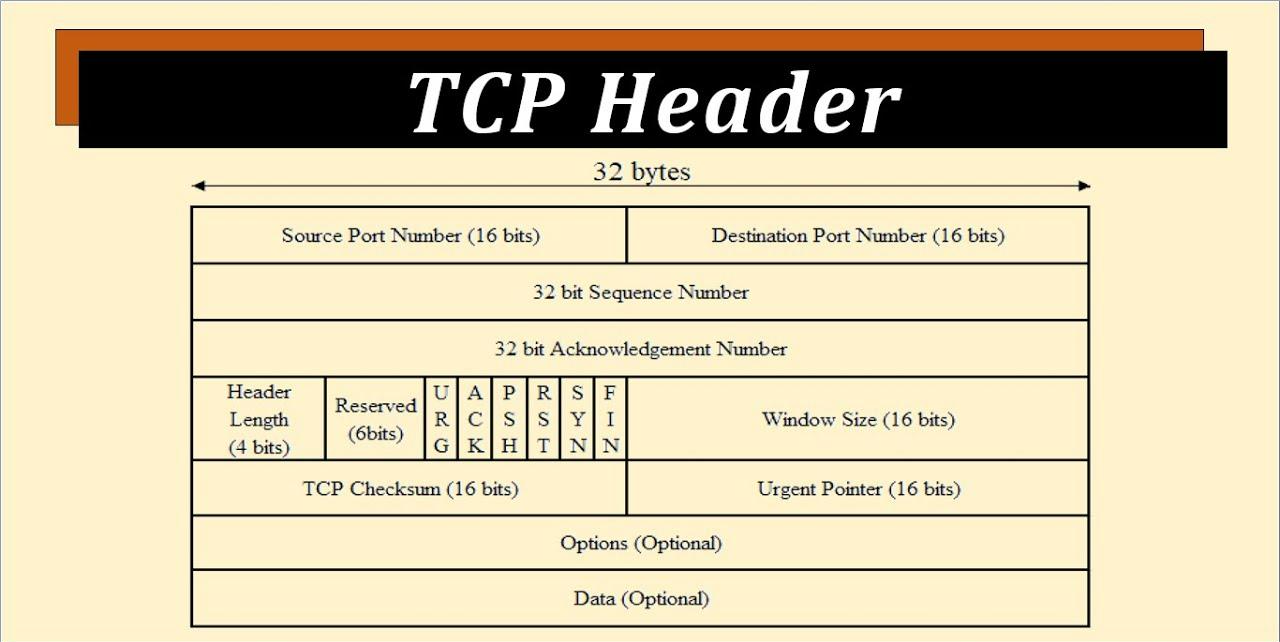 TCP Header
32 bytes
Source Port Number (16 bits)
Destination Port Number (16 bits)
32 bit Sequence Number
32 bit Acknowledgement Number
Header
Length
(4 bits)
Reserved
(6bits)
URG
ACK
PSH
RST
SYN
FIN
Window Size (16 bits)
TCP Checksum (16 bits)
Urgent Pointer (16 bits)
Options (Optional)
Data (Optional)